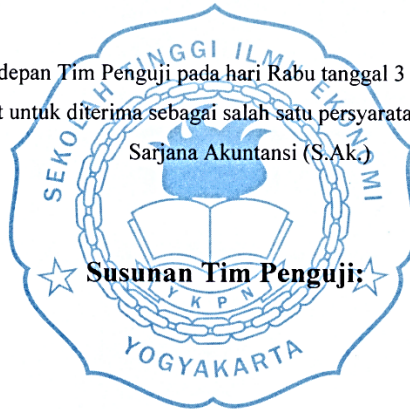 depan Tim Penguji pada hari Rabu tanggal 3
t untuk diterima sebagai salah satu persyarata
Sarjana Akuntansi (S.Ak.)
SEKOLAH TINGGI ILMU EKONOMI
Susunan Tim Penguji:
YKPN
YOGYAKARTA